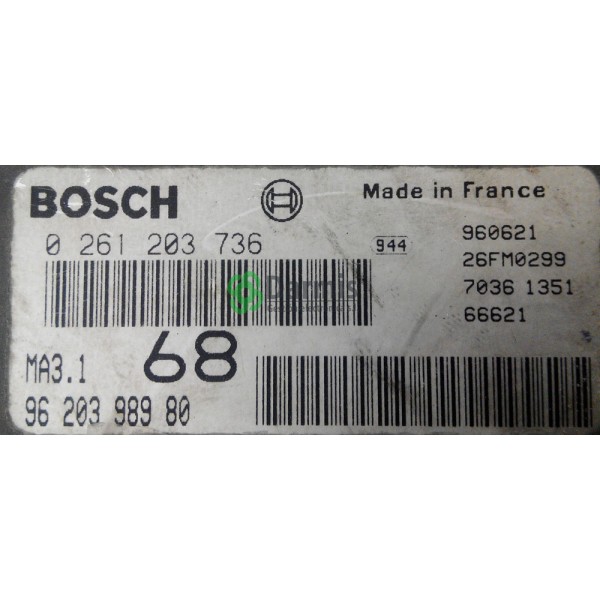 BOSCH
Made in France
0 261 203 736
944
960621
26FM0299
7036 1351
66621
Darmis
MA3.1
68
96 203 989 80